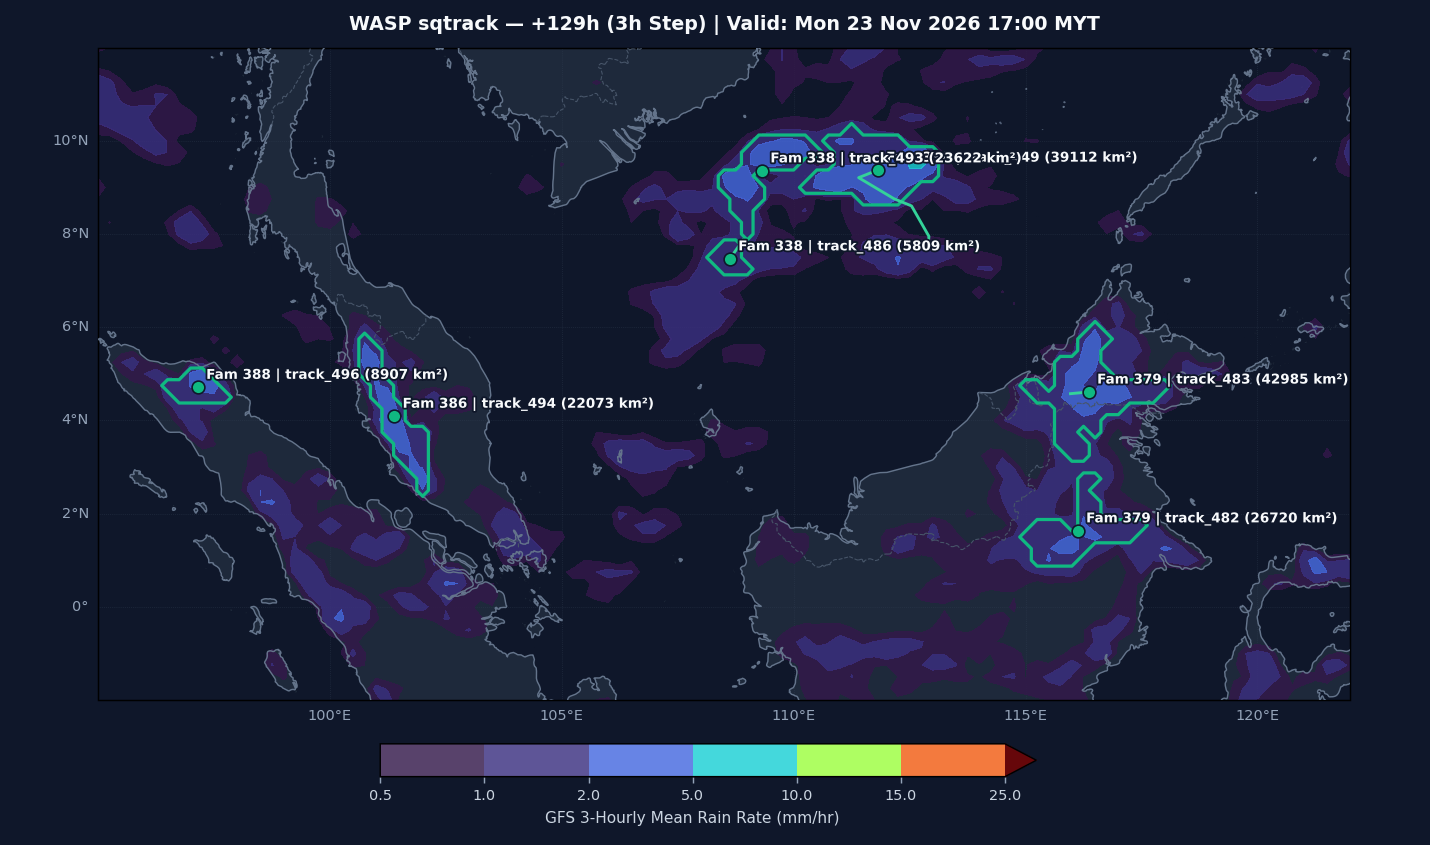 WASP sqtrack — +129h (3h Step) | Valid: Mon 23 Nov 2026 17:00 MYT
10°N
8°N
6°N
4°N
2°N
0°
Fam 338 | track_493 (23622 km²)
49 (39112 km²)
Fam 338 | track_486 (5809 km²)
Fam 388 | track_496 (8907 km²)
Fam 386 | track_494 (22073 km²)
Fam 379 | track_483 (42985 km²)
Fam 379 | track_482 (26720 km²)
100°E 105°E 110°E 115°E 120°E
0.5 1.0 2.0 5.0 10.0 15.0 25.0
GFS 3-Hourly Mean Rain Rate (mm/hr)